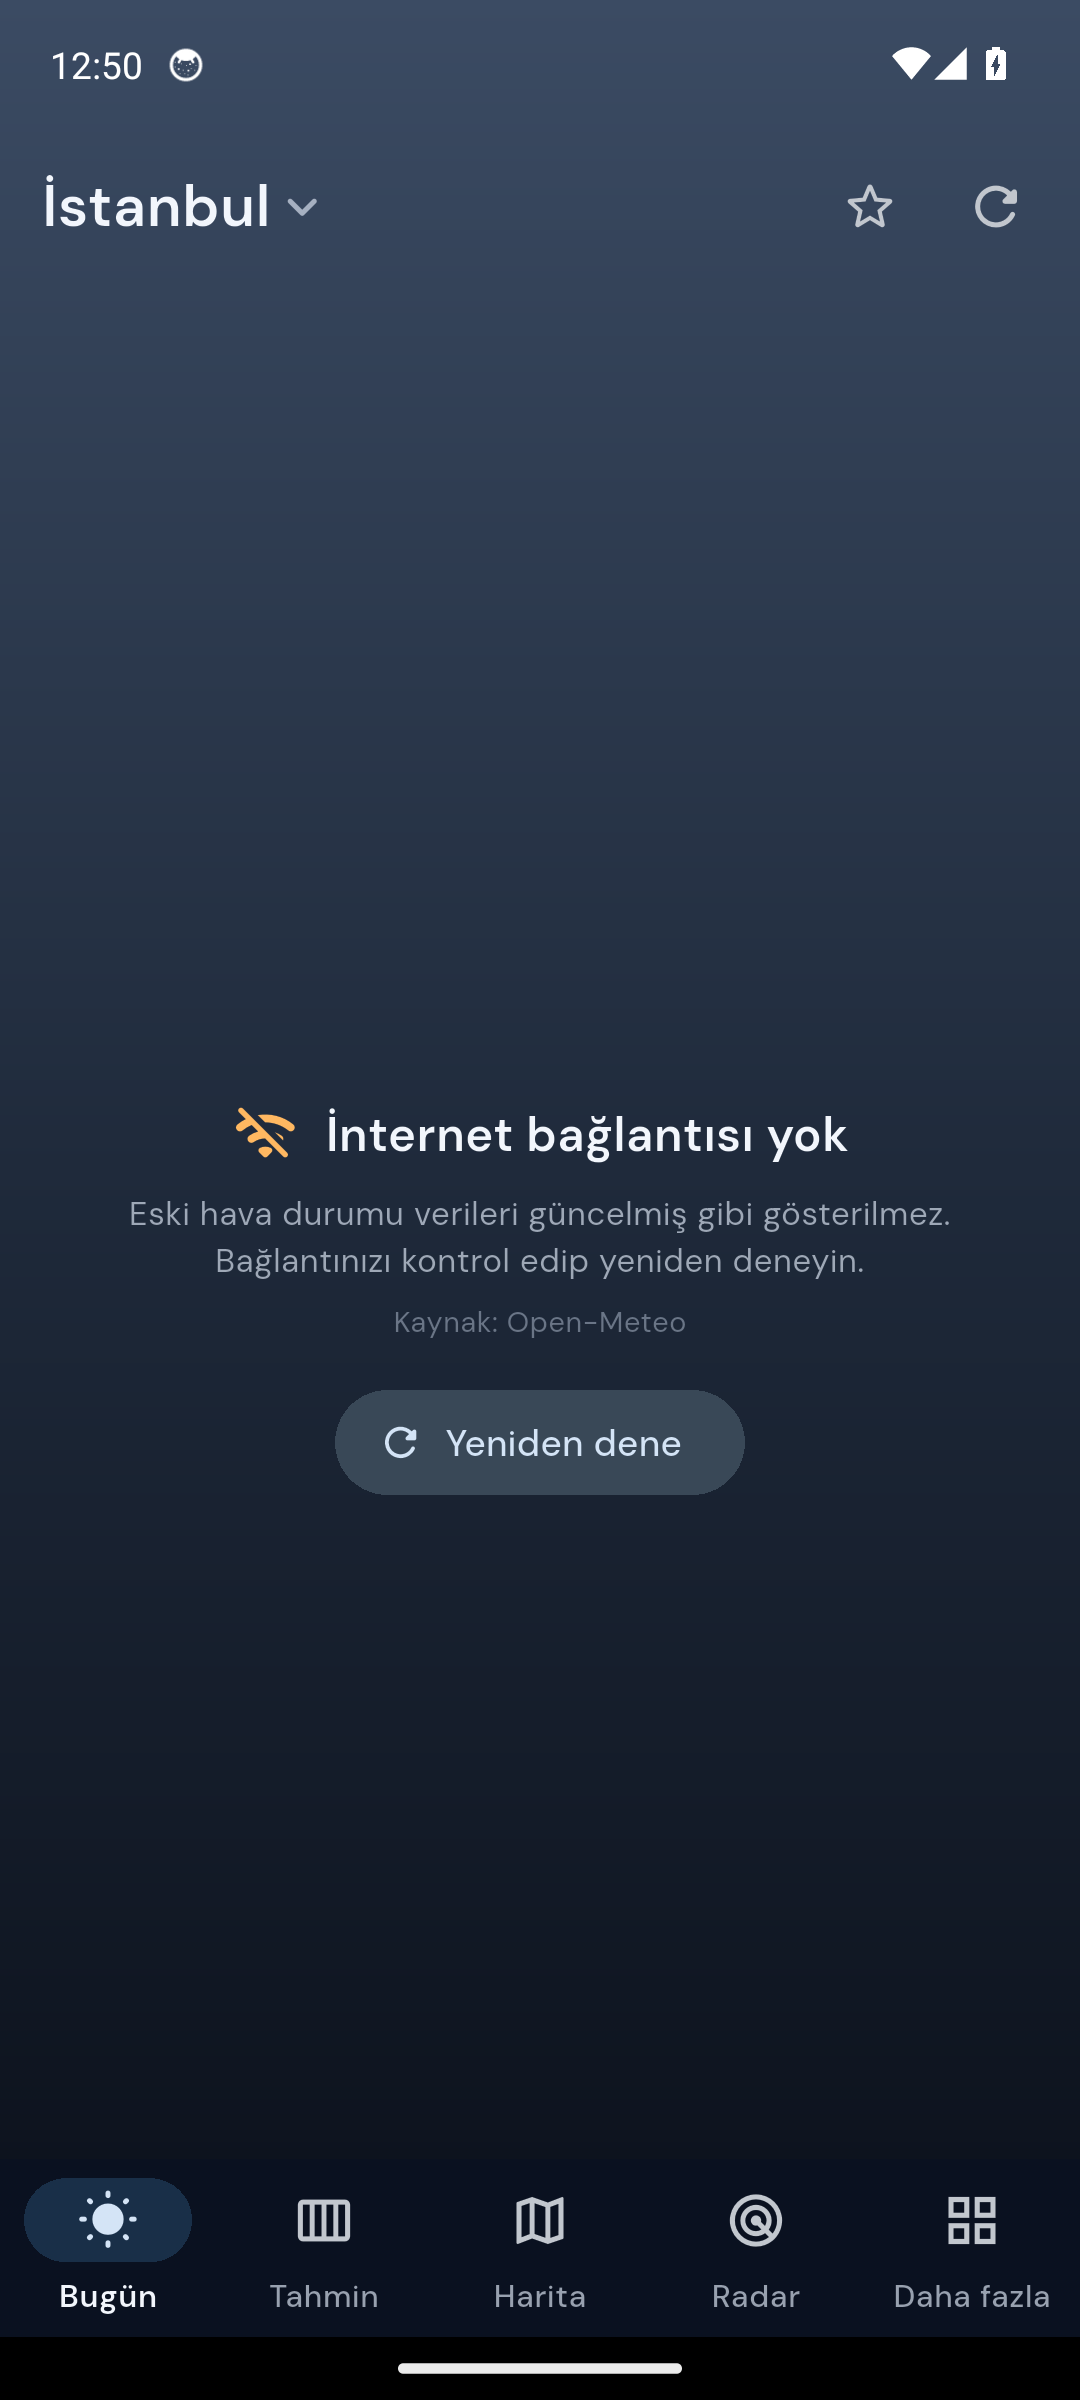 12:50
İstanbul
İnternet bağlantısı yok
Eski hava durumu verileri güncelmiş gibi gösterilmez.
Bağlantınızı kontrol edip yeniden deneyin.
Kaynak: Open-Meteo
Yeniden dene
Bugün
Tahmin
Harita
Radar
Daha fazla